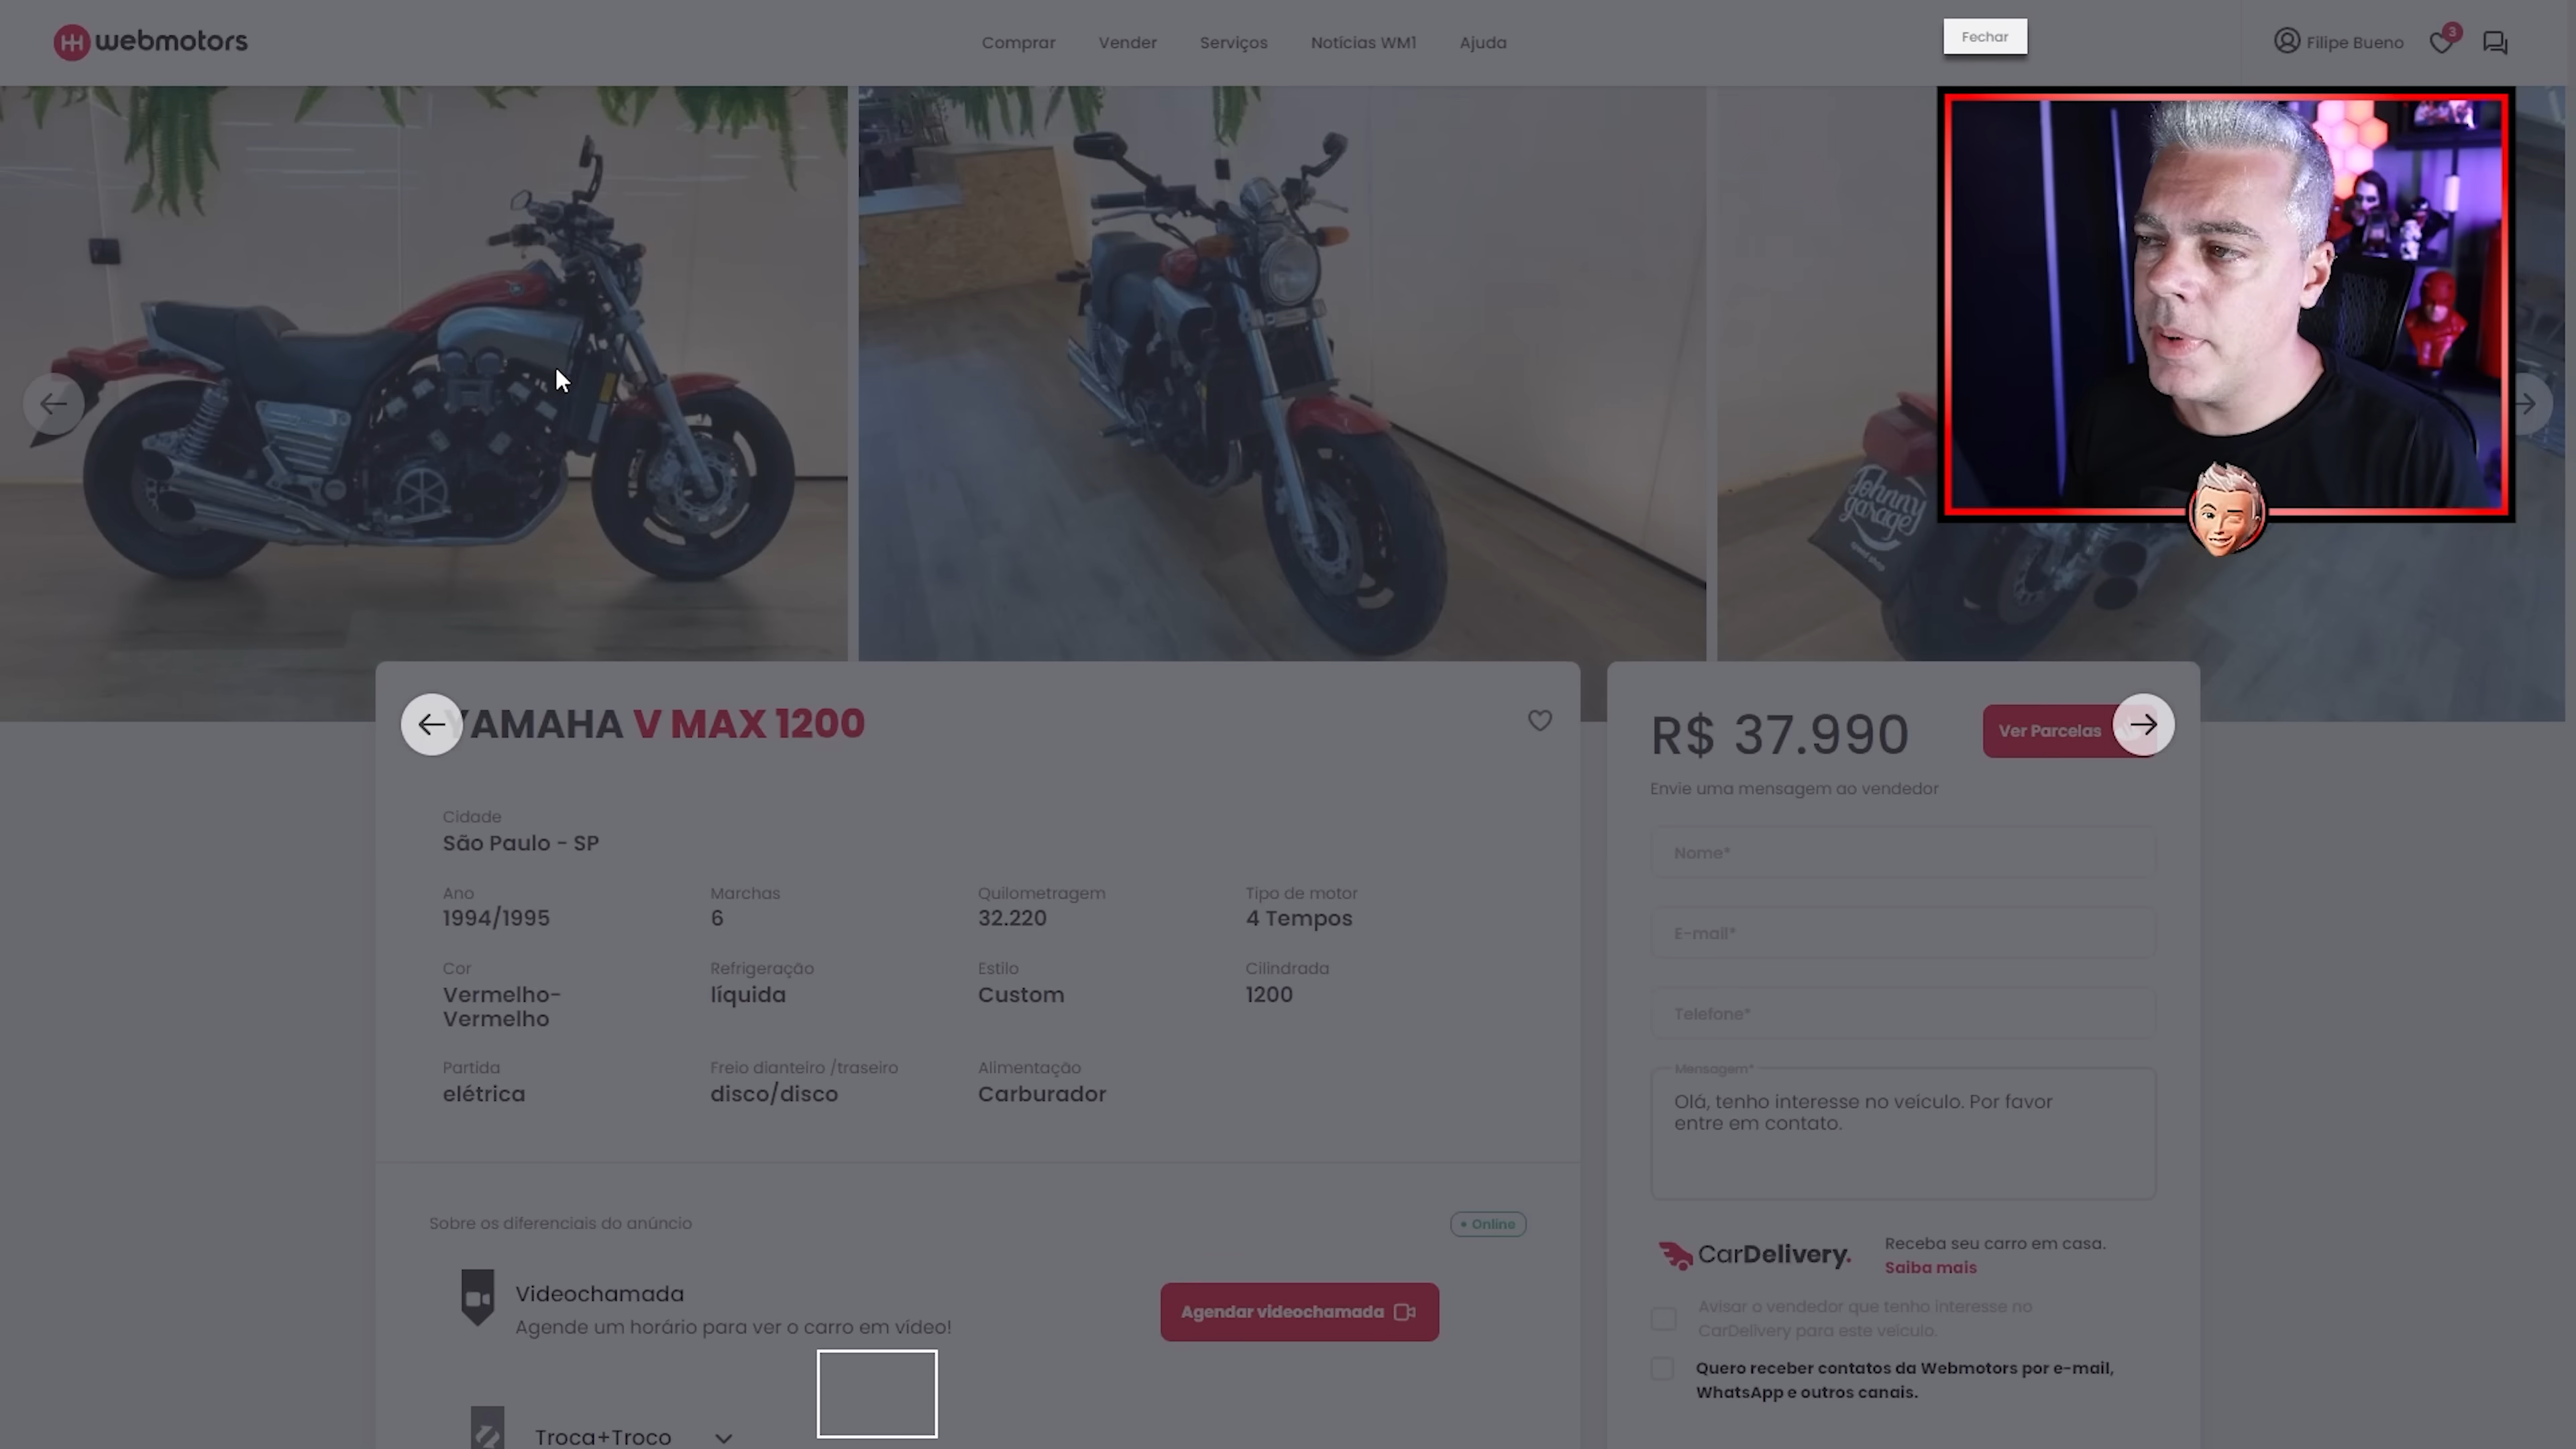 webmotors
Comprar Vender Serviços Notícias WM1 Ajuda
Fechar
Filipe Bueno 3
Johnny
garage
speed shop
YAMAHA V MAX 1200
Cidade
São Paulo - SP
Ano
1994/1995
Marchas
6
Quilometragem
32.220
Tipo de motor
4 Tempos
Cor
Vermelho-
Vermelho
Refrigeração
líquida
Estilo
Custom
Cilindrada
1200
Partida
elétrica
Freio dianteiro /traseiro
disco/disco
Alimentação
Carburador
Sobre os diferenciais do anúncio
• Online
Videochamada
Agende um horário para ver o carro em vídeo!
Agendar videochamada
Troca+Troco
R$ 37.990
Ver Parcelas
Envie uma mensagem ao vendedor
Nome*
E-mail*
Telefone*
Mensagem*
Olá, tenho interesse no veículo. Por favor
entre em contato.
CarDelivery.
Receba seu carro em casa.
Saiba mais
Avisar o vendedor que tenho interesse no
CarDelivery para este veículo.
Quero receber contatos da Webmotors por e-mail,
WhatsApp e outros canais.